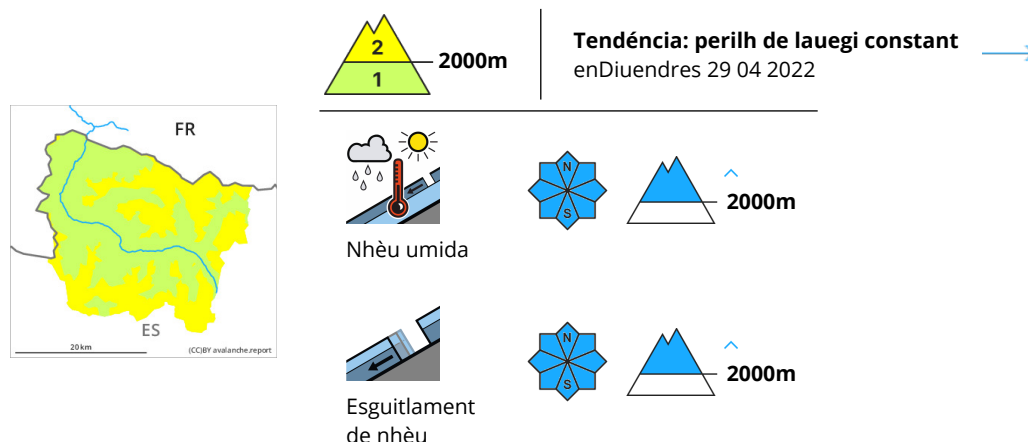 2
1
2000m
Tendéncia: perilh de lauegi constant
enDiuendres 29 04 2022
FR
ES
20 km
(CC)BY avalanche.report
N
S
2000m
Nhèu umida
N
S
2000m
Esguitlament
de nhèu